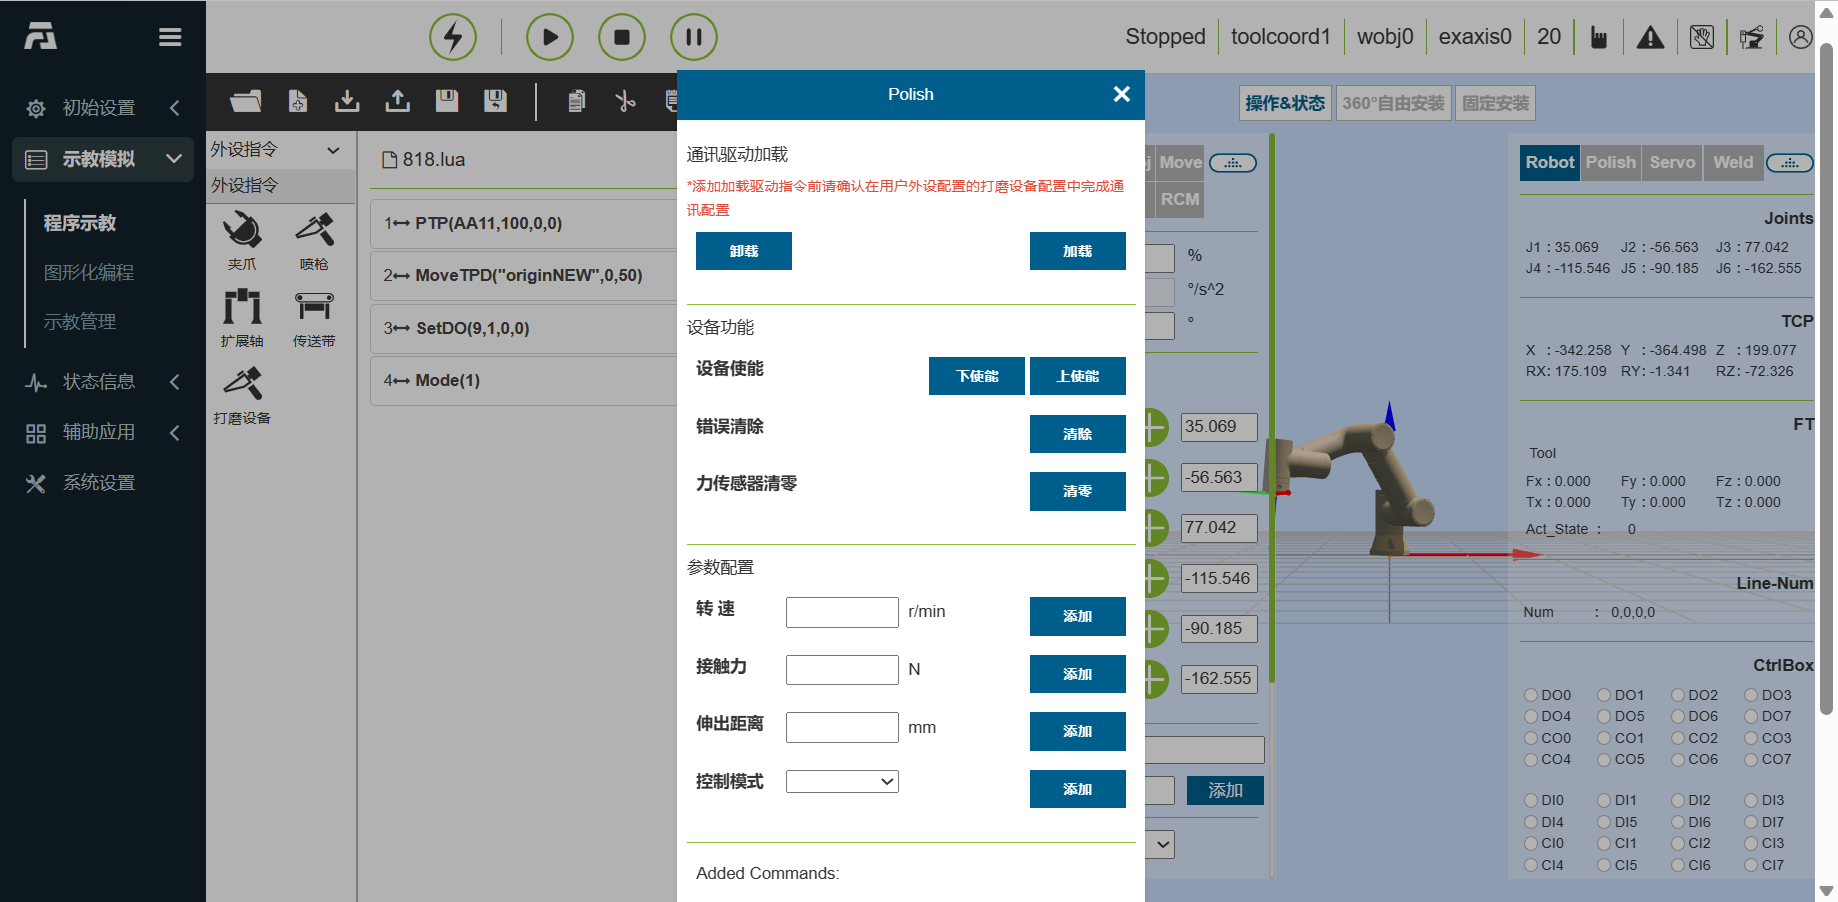 Stopped
toolcoord1
wobj0
exaxis0
20
初始设置
示教模拟
程序示教
图形化编程
示教管理
状态信息
辅助应用
系统设置
外设指令
外设指令
夹爪
喷枪
扩展轴
传送带
打磨设备
818.lua
1 PTP(AA11,100,0,0)
2 MoveTPD("originNEW",0,50)
3 SetDO(9,1,0,0)
4 Mode(1)
Polish
通讯驱动加载
*添加加载驱动指令前请确认在用户外设配置的打磨设备配置中完成通
讯配置
卸载 加载
设备功能
设备使能 下使能 上使能
错误清除 清除
力传感器清零 清零
参数配置
转 速 r/min 添加
接触力 N 添加
伸出距离 mm 添加
控制模式 添加
Added Commands:
操作&状态 360°自由安装 固定安装
Move
RCM
%
°/s^2
°
35.069
-56.563
77.042
-115.546
-90.185
-162.555
添加
Robot Polish Servo Weld
Joints
J1 : 35.069 J2 : -56.563 J3 : 77.042
J4 : -115.546 J5 : -90.185 J6 : -162.555
TCP
X : -342.258 Y : -364.498 Z : 199.077
RX: 175.109 RY: -1.341 RZ: -72.326
FT
Tool
Fx : 0.000 Fy : 0.000 Fz : 0.000
Tx : 0.000 Ty : 0.000 Tz : 0.000
Act_State : 0
Line-Num
Num : 0,0,0,0
CtrlBox
DO0 DO1 DO2 DO3
DO4 DO5 DO6 DO7
CO0 CO1 CO2 CO3
CO4 CO5 CO6 CO7
DI0 DI1 DI2 DI3
DI4 DI5 DI6 DI7
CI0 CI1 CI2 CI3
CI4 CI5 CI6 CI7